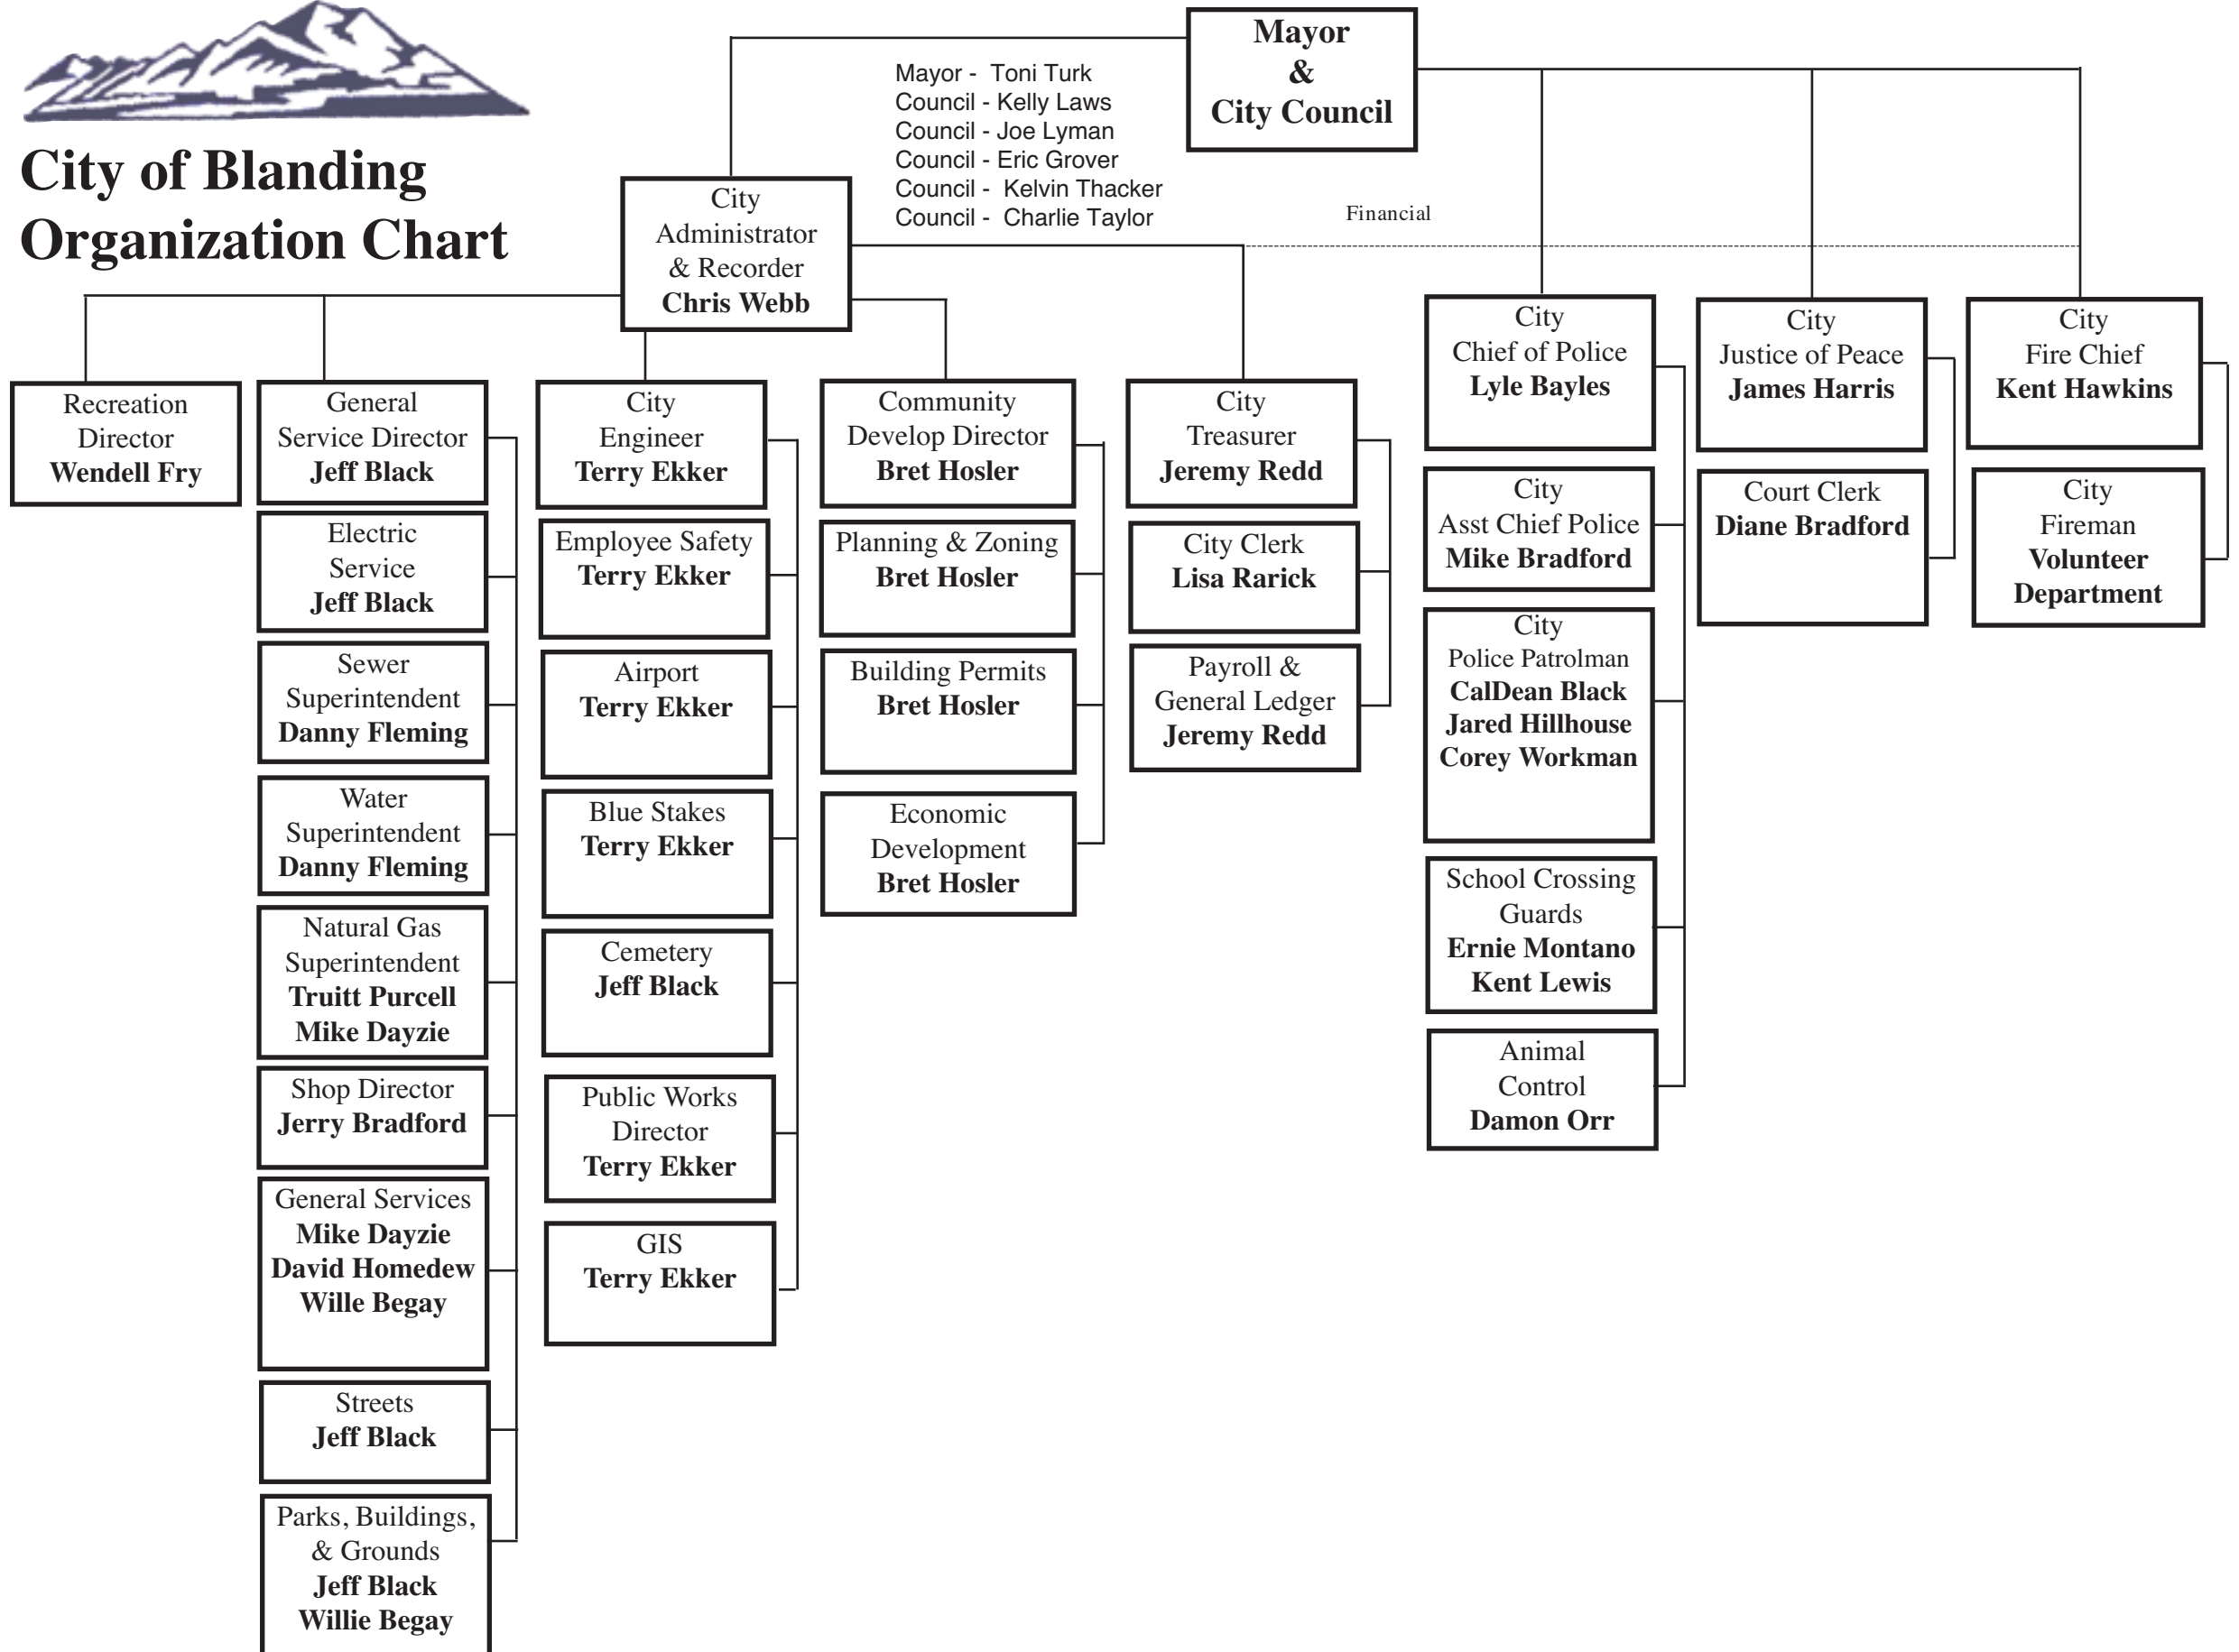 City of Blanding
Organization Chart
Mayor
&
City Council
Mayor - Toni Turk
Council - Kelly Laws
Council - Joe Lyman
Council - Eric Grover
Council - Kelvin Thacker
Council - Charlie Taylor
Financial
City
Administrator
& Recorder
Chris Webb
Recreation
Director
Wendell Fry
General
Service Director
Jeff Black
Electric
Service
Jeff Black
Sewer
Superintendent
Danny Fleming
Water
Superintendent
Danny Fleming
Natural Gas
Superintendent
Truitt Purcell
Mike Dayzie
Shop Director
Jerry Bradford
General Services
Mike Dayzie
David Homedew
Wille Begay
Streets
Jeff Black
Parks, Buildings,
& Grounds
Jeff Black
Willie Begay
City
Engineer
Terry Ekker
Employee Safety
Terry Ekker
Airport
Terry Ekker
Blue Stakes
Terry Ekker
Cemetery
Jeff Black
Public Works
Director
Terry Ekker
GIS
Terry Ekker
Community
Develop Director
Bret Hosler
Planning & Zoning
Bret Hosler
Building Permits
Bret Hosler
Economic
Development
Bret Hosler
City
Treasurer
Jeremy Redd
City Clerk
Lisa Rarick
Payroll &
General Ledger
Jeremy Redd
City
Chief of Police
Lyle Bayles
City
Asst Chief Police
Mike Bradford
City
Police Patrolman
CalDean Black
Jared Hillhouse
Corey Workman
School Crossing
Guards
Ernie Montano
Kent Lewis
Animal
Control
Damon Orr
City
Justice of Peace
James Harris
Court Clerk
Diane Bradford
City
Fire Chief
Kent Hawkins
City
Fireman
Volunteer
Department